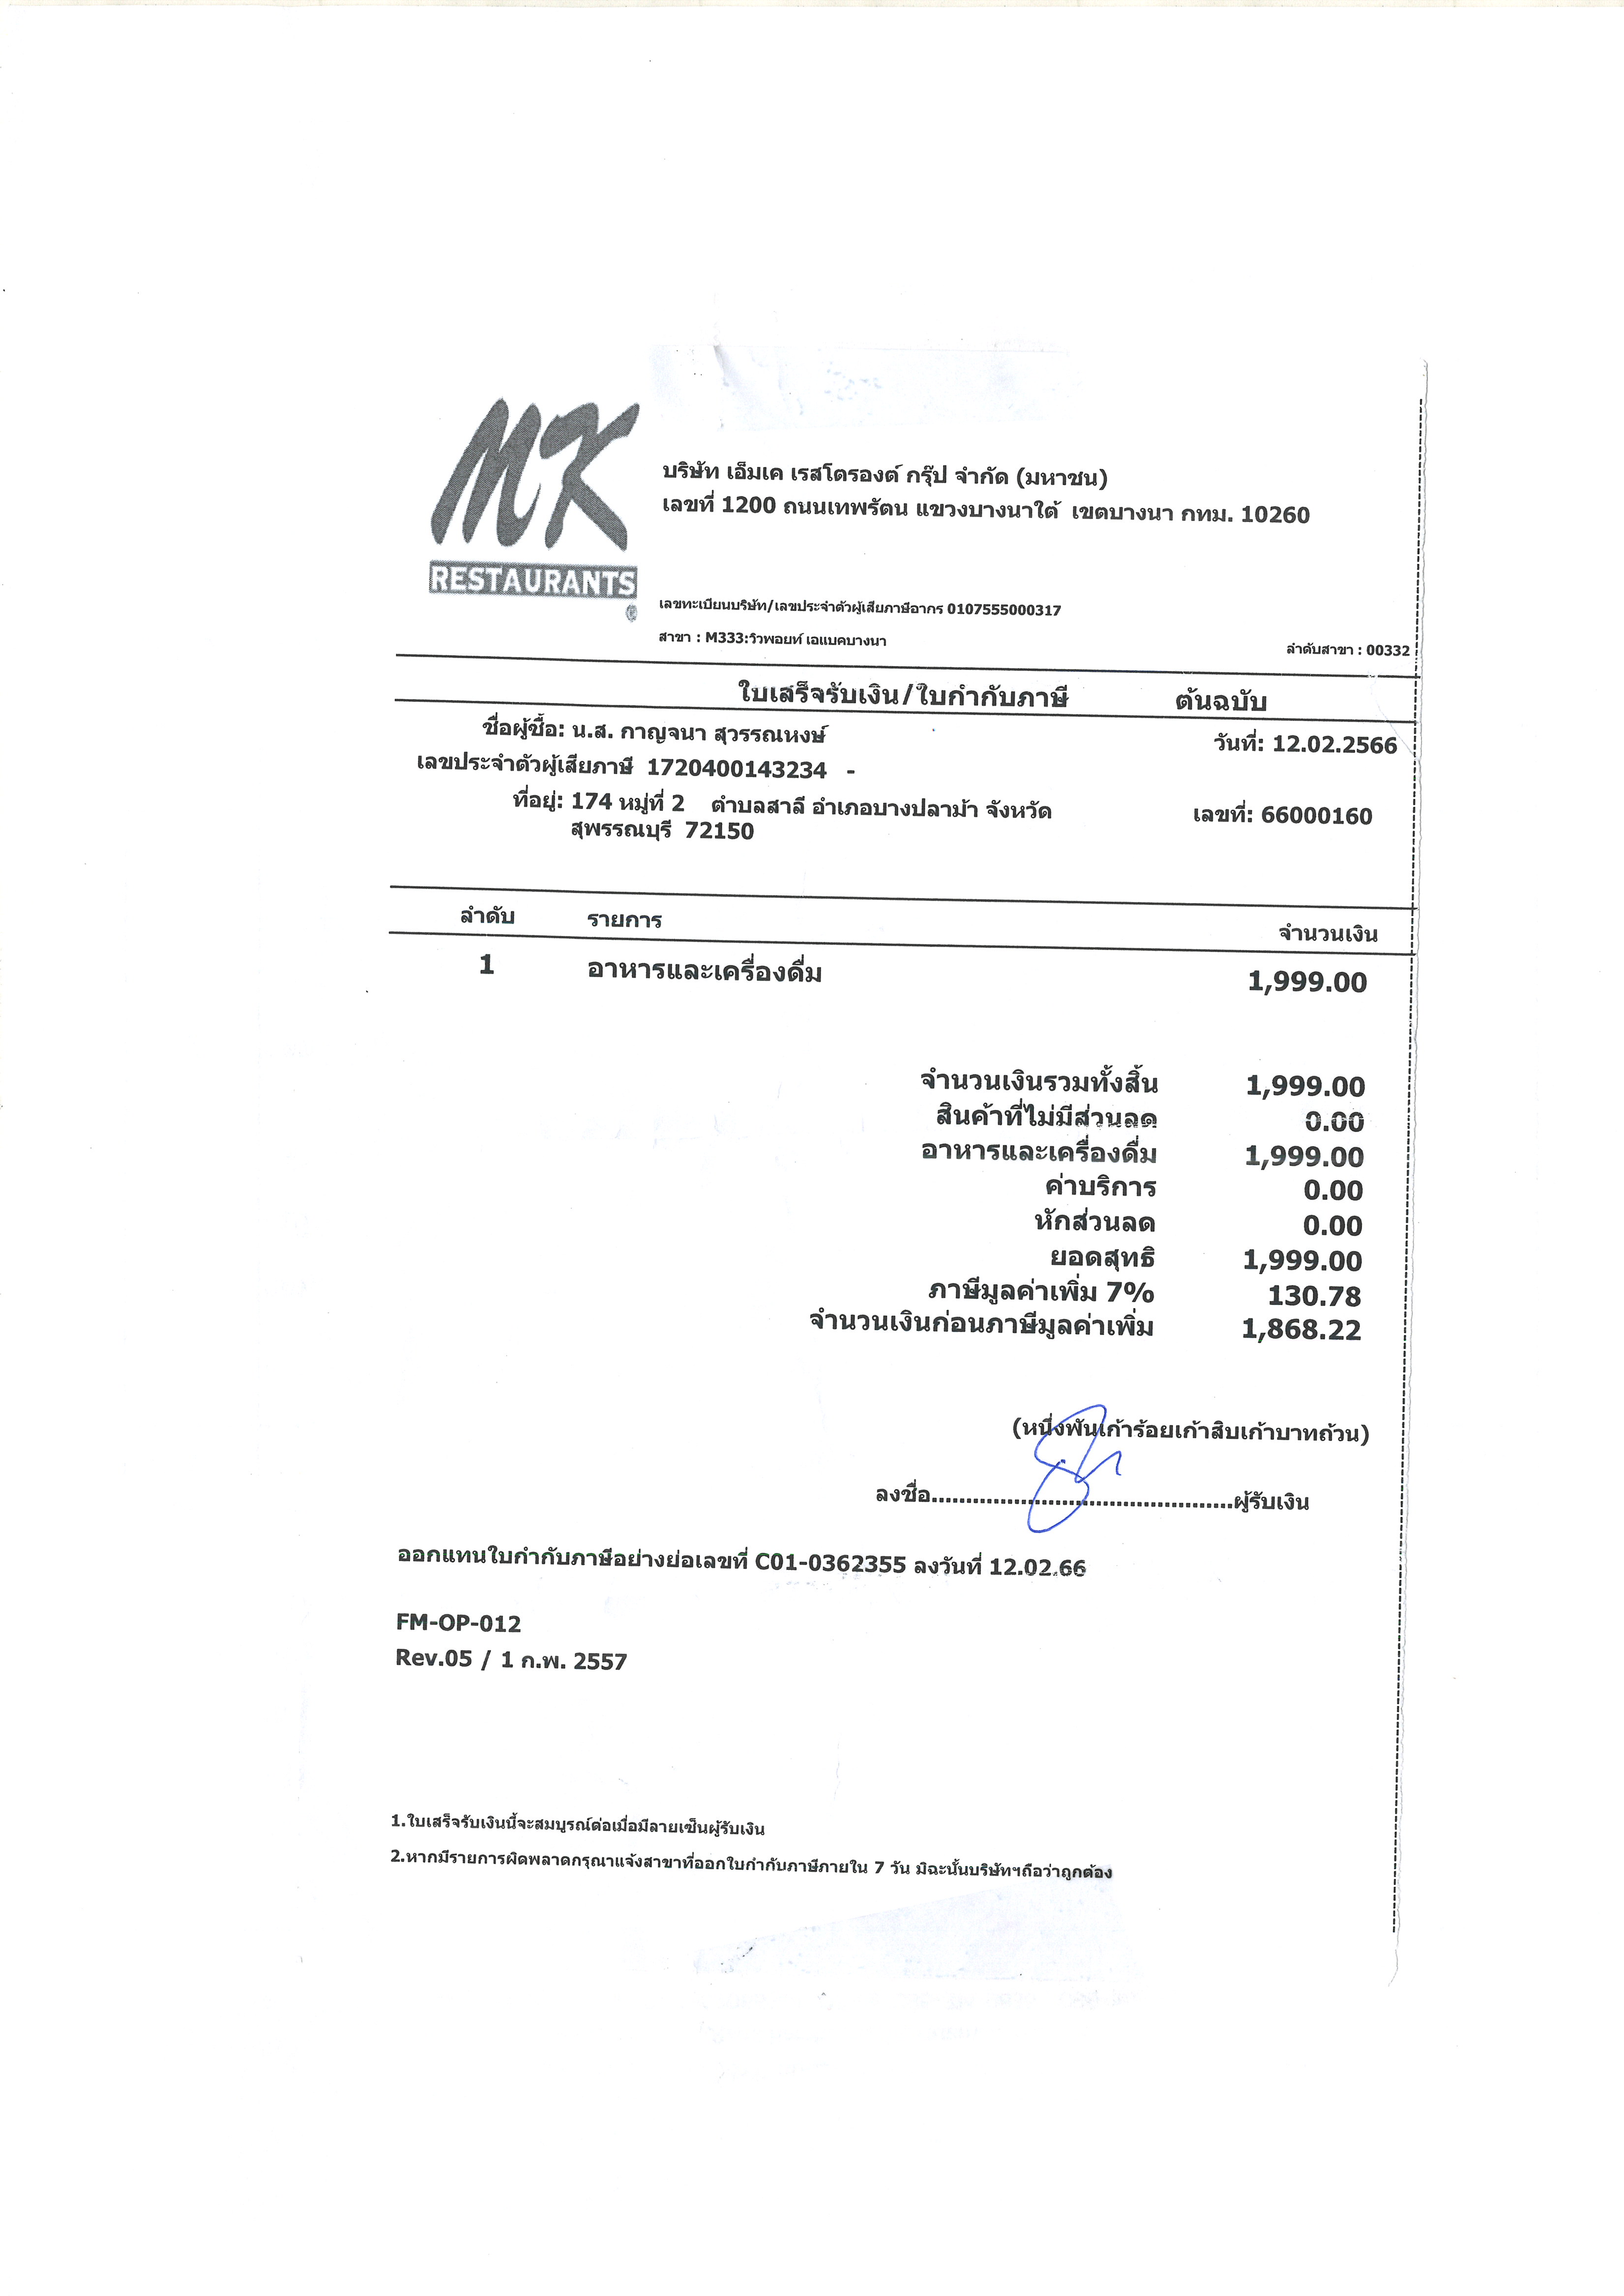 MK
RESTAURANTS
®
บริษัท เอ็มเค เรสโตรองต์ กรุ๊ป จำกัด (มหาชน)
เลขที่ 1200 ถนนเทพรัตน แขวงบางนาใต้ เขตบางนา กทม. 10260
เลขทะเบียนบริษัท/เลขประจำตัวผู้เสียภาษีอากร 0107555000317
สาขา : M333:วิวพอยท์ เอแบคบางนา ลำดับสาขา : 00332
ใบเสร็จรับเงิน/ใบกำกับภาษี ต้นฉบับ
ชื่อผู้ซื้อ: น.ส. กาญจนา สุวรรณหงษ์ วันที่: 12.02.2566
เลขประจำตัวผู้เสียภาษี 1720400143234 -
ที่อยู่: 174 หมู่ที่ 2 ตำบลสาลี อำเภอบางปลาม้า จังหวัด เลขที่: 66000160
สุพรรณบุรี 72150
ลำดับ รายการ จำนวนเงิน
1 อาหารและเครื่องดื่ม 1,999.00
จำนวนเงินรวมทั้งสิ้น 1,999.00
สินค้าที่ไม่มีส่วนลด 0.00
อาหารและเครื่องดื่ม 1,999.00
ค่าบริการ 0.00
หักส่วนลด 0.00
ยอดสุทธิ 1,999.00
ภาษีมูลค่าเพิ่ม 7% 130.78
จำนวนเงินก่อนภาษีมูลค่าเพิ่ม 1,868.22
(หนึ่งพันเก้าร้อยเก้าสิบเก้าบาทถ้วน)
ลงชื่อ............................................ผู้รับเงิน
ออกแทนใบกำกับภาษีอย่างย่อเลขที่ C01-0362355 ลงวันที่ 12.02.66
FM-OP-012
Rev.05 / 1 ก.พ. 2557
1.ใบเสร็จรับเงินนี้จะสมบูรณ์ต่อเมื่อมีลายเซ็นผู้รับเงิน
2.หากมีรายการผิดพลาดกรุณาแจ้งสาขาที่ออกใบกำกับภาษีภายใน 7 วัน มิฉะนั้นบริษัทฯถือว่าถูกต้อง